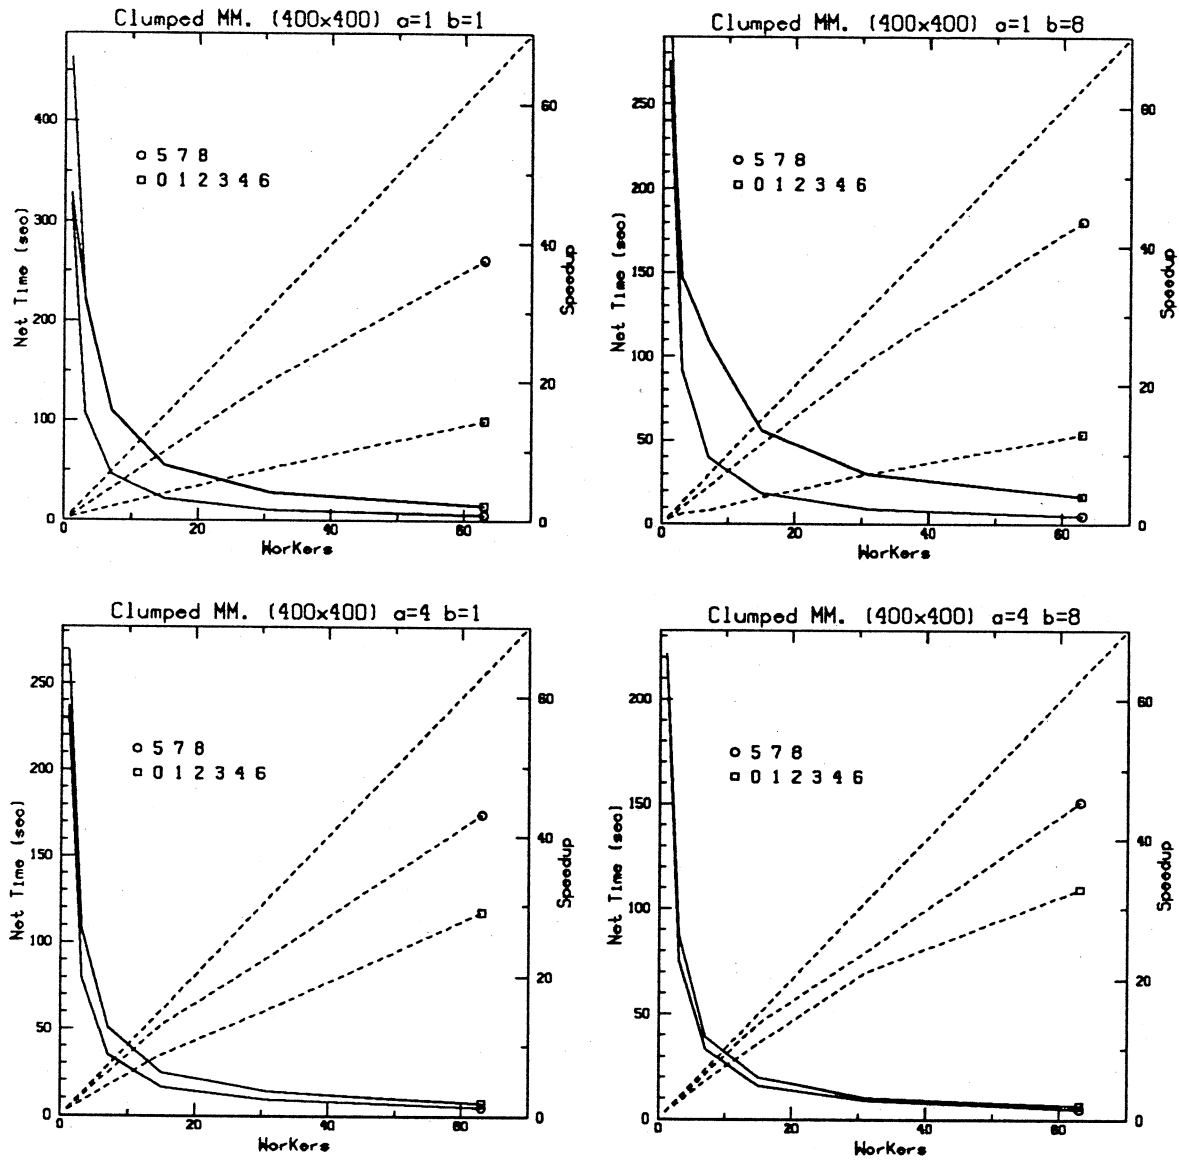 Clumped MM. (400x400) a=1 b=1
400
300
200
100
0
Net Time (sec)
○ 5 7 8
□ 0 1 2 3 4 6
60
40
20
0
Speedup
0 20 40 60
Workers
Clumped MM. (400x400) a=1 b=8
250
200
150
100
50
0
Net Time (sec)
○ 5 7 8
□ 0 1 2 3 4 6
60
40
20
0
Speedup
0 20 40 60
Workers
Clumped MM. (400x400) a=4 b=1
250
200
150
100
50
0
Net Time (sec)
○ 5 7 8
□ 0 1 2 3 4 6
60
40
20
0
Speedup
0 20 40 60
Workers
Clumped MM. (400x400) a=4 b=8
200
150
100
50
0
Net Time (sec)
○ 5 7 8
□ 0 1 2 3 4 6
60
40
20
0
Speedup
0 20 40 60
Workers